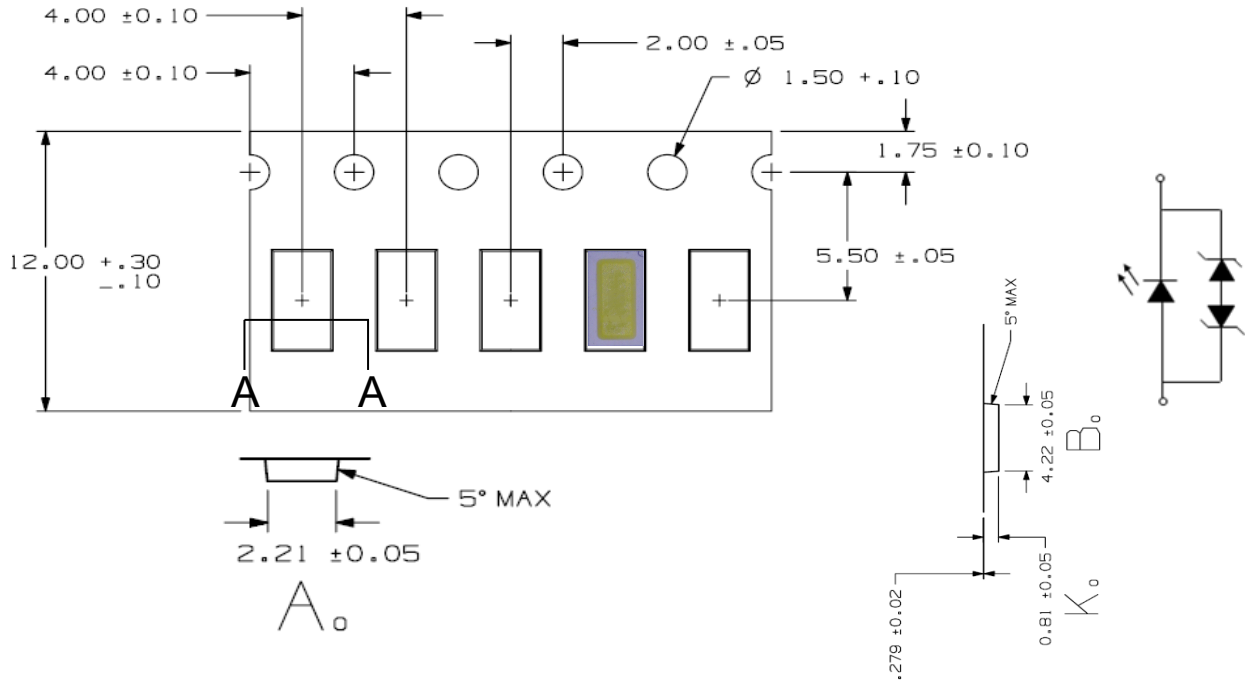 4.00 ±0.10
2.00 ±.05
4.00 ±0.10
Ø 1.50 +.10
1.75 ±0.10
12.00 +.30
-.10
5.50 ±.05
5° MAX
A A
4.22 ±0.05
B₀
5° MAX
2.21 ±0.05
A₀
.279 ±0.02
0.81 ±0.05
K₀